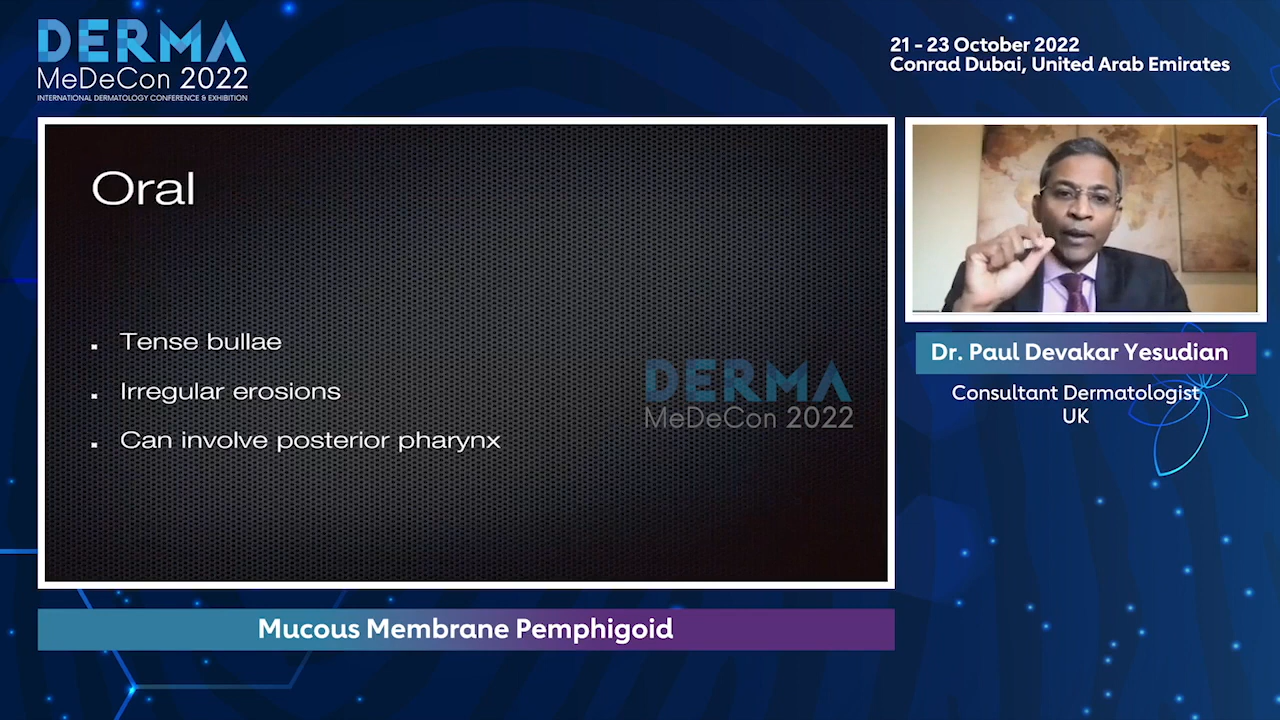 DERMA
MeDeCon 2022
INTERNATIONAL DERMATOLOGY CONFERENCE & EXHIBITION
21 - 23 October 2022
Conrad Dubai, United Arab Emirates
Oral
Tense bullae
Irregular erosions
Can involve posterior pharynx
DERMA
MeDeCon 2022
Dr. Paul Devakar Yesudian
Consultant Dermatologist
UK
Mucous Membrane Pemphigoid